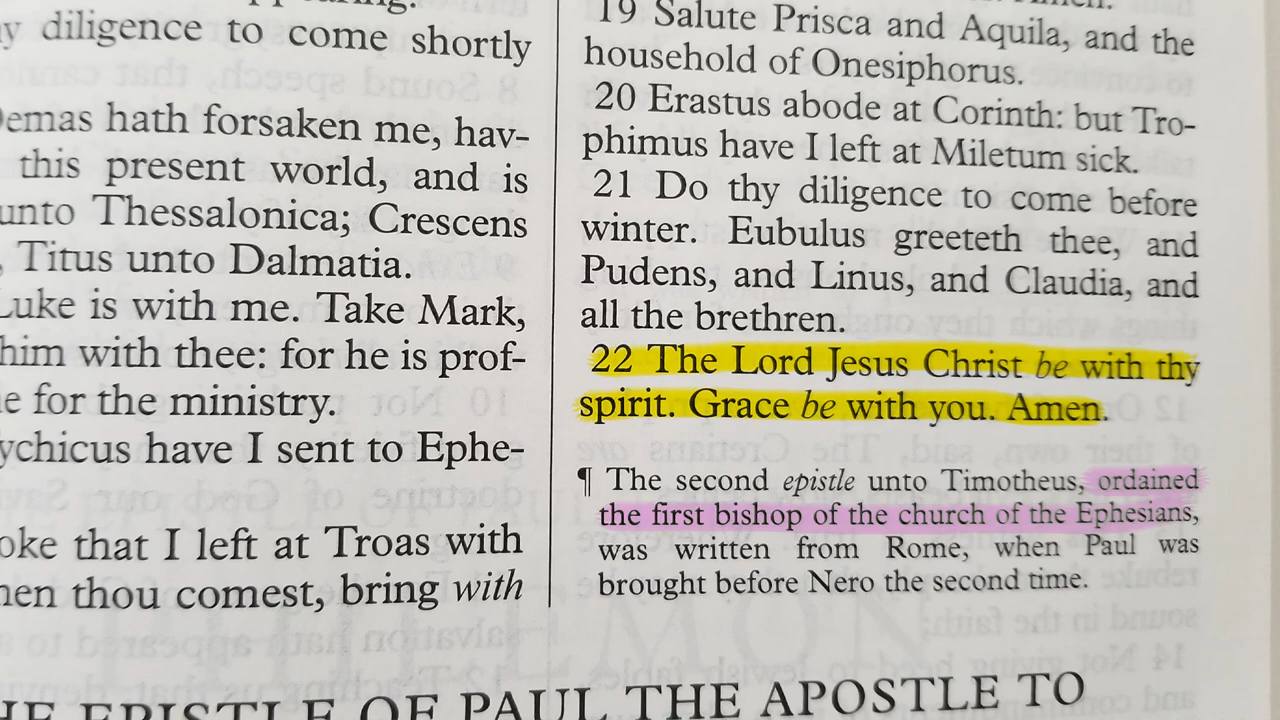 diligence to come shortly
hath forsaken me, hav-
this present world, and is
unto Thessalonica; Crescens
Titus unto Dalmatia.
Luke is with me. Take Mark,
him with thee: for he is prof-
for the ministry.
have I sent to Ephe-
that I left at Troas with
thou comest, bring with
19 Salute Prisca and Aquila, and the
household of Onesiphorus.
20 Erastus abode at Corinth: but Tro-
phimus have I left at Miletum sick.
21 Do thy diligence to come before
winter. Eubulus greeteth thee, and
Pudens, and Linus, and Claudia, and
all the brethren.
22 The Lord Jesus Christ be with thy
spirit. Grace be with you. Amen.
¶ The second epistle unto Timotheus, ordained
the first bishop of the church of the Ephesians,
was written from Rome, when Paul was
brought before Nero the second time.
EPISTLE OF PAUL THE APOSTLE TO